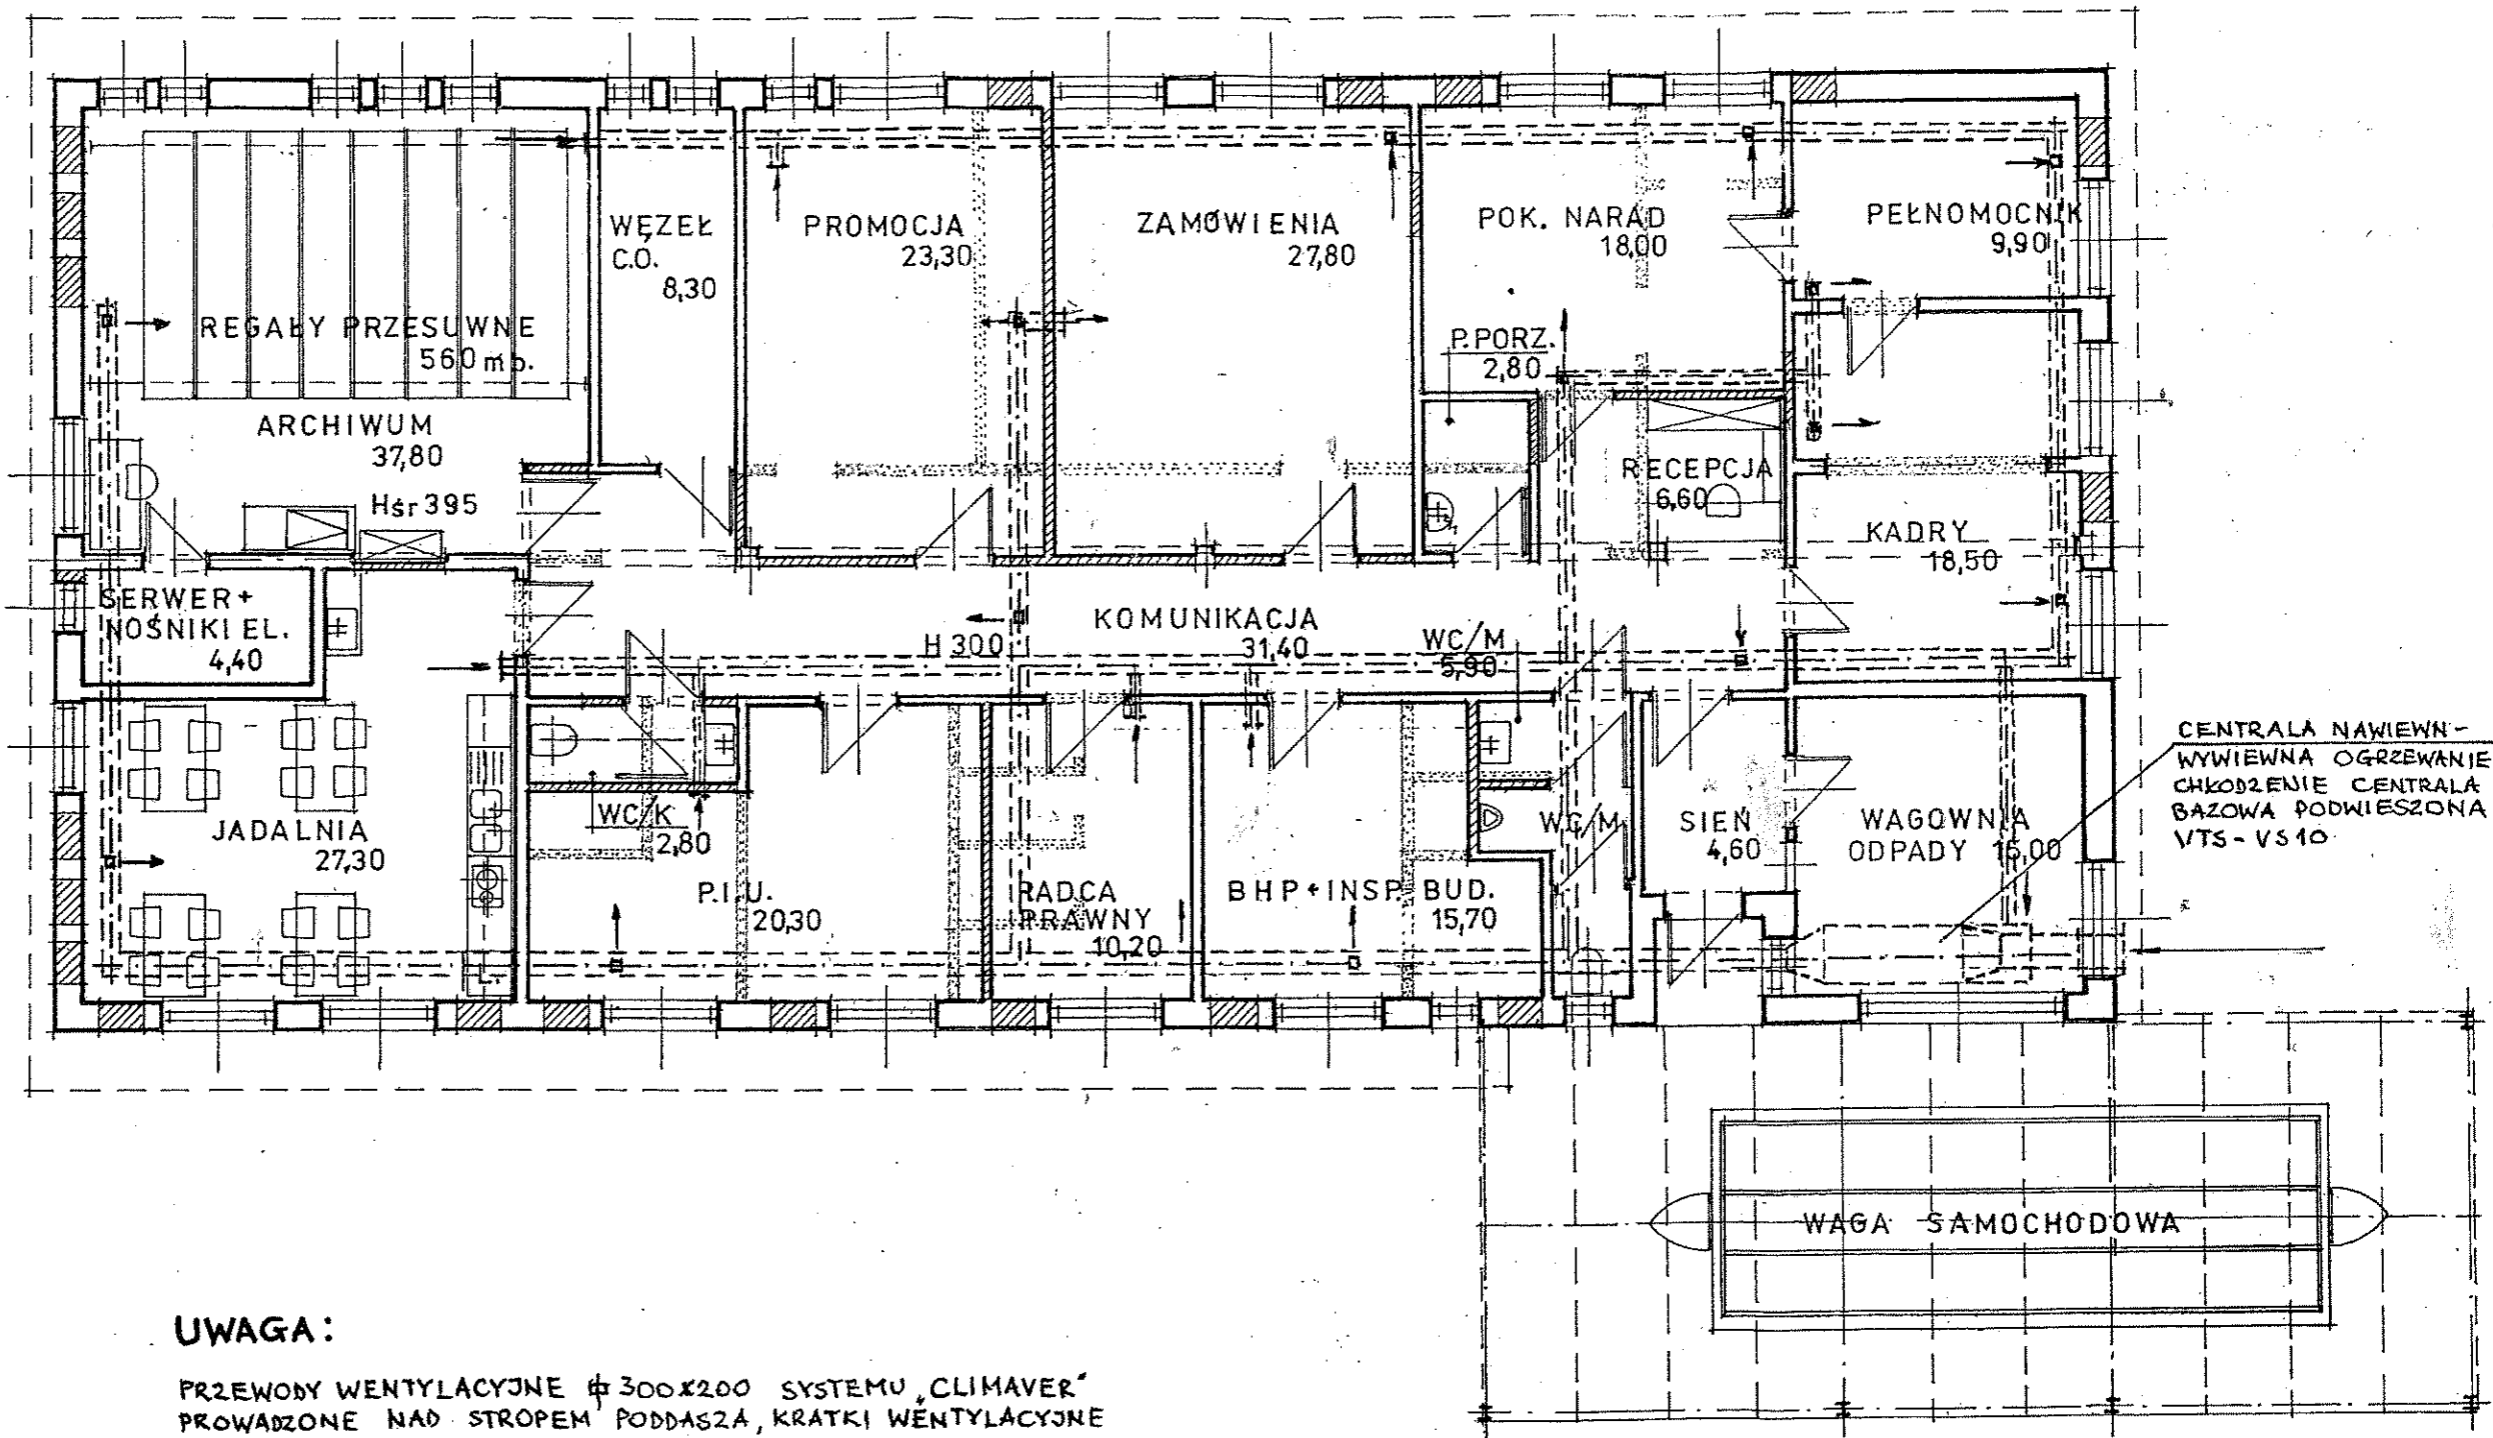 WĘZEŁ
C.O.
8,30
PROMOCJA
23,30
ZAMÓWIENIA
27,80
POK. NARAD
18,00
PEŁNOMOCNIK
9,90
REGAŁY PRZESUWNE
560 mb.
P.PORZ.
2,80
ARCHIWUM
37,80
Hśr 395
RECEPCJA
6,60
KADRY
18,50
SERWER+
NOŚNIKI EL.
4,40
KOMUNIKACJA
31,40
H 300
WC/M
5,90
JADALNIA
27,30
WC/K
2,80
P.I.U.
20,30
RADCA
PRAWNY
10,20
BHP+INSP. BUD.
15,70
WC/M
SIEŃ
4,60
WAGOWNIA
ODPADY 15,00
L.
CENTRALA NAWIEWN-
WYWIEWNA OGRZEWANIE
CHŁODZENIE CENTRALA
BAZOWA PODWIESZONA
VTS-VS10
WAGA SAMOCHODOWA
UWAGA:
PRZEWODY WENTYLACYJNE 300x200 SYSTEMU „CLIMAVER"
PROWADZONE NAD STROPEM PODDASZA, KRATKI WENTYLACYJNE